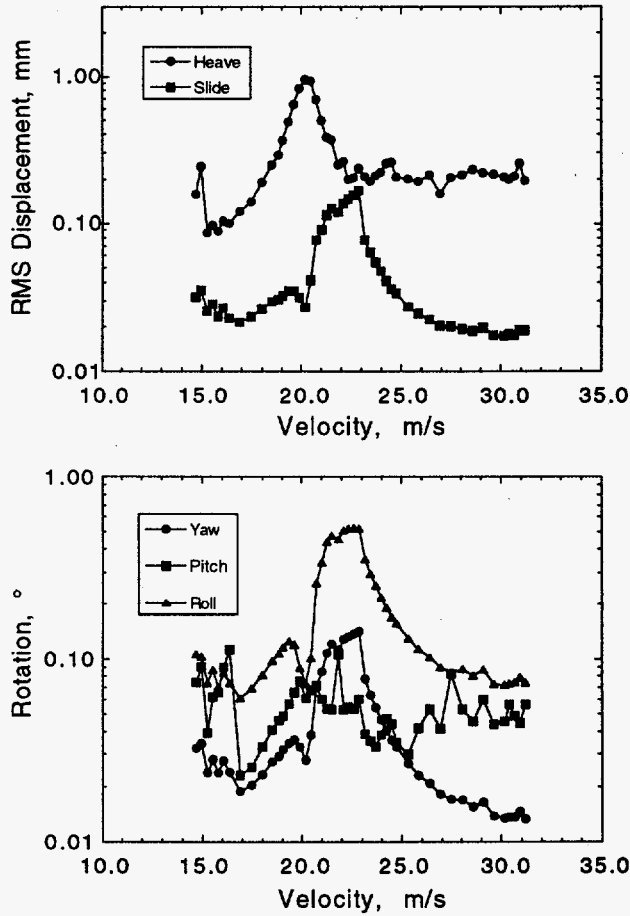 RMS Displacement, mm
1.00
0.10
0.01
Heave
Slide
10.0 15.0 20.0 25.0 30.0 35.0
Velocity, m/s
Rotation, °
1.00
0.10
0.01
Yaw
Pitch
Roll
10.0 15.0 20.0 25.0 30.0 35.0
Velocity, m/s